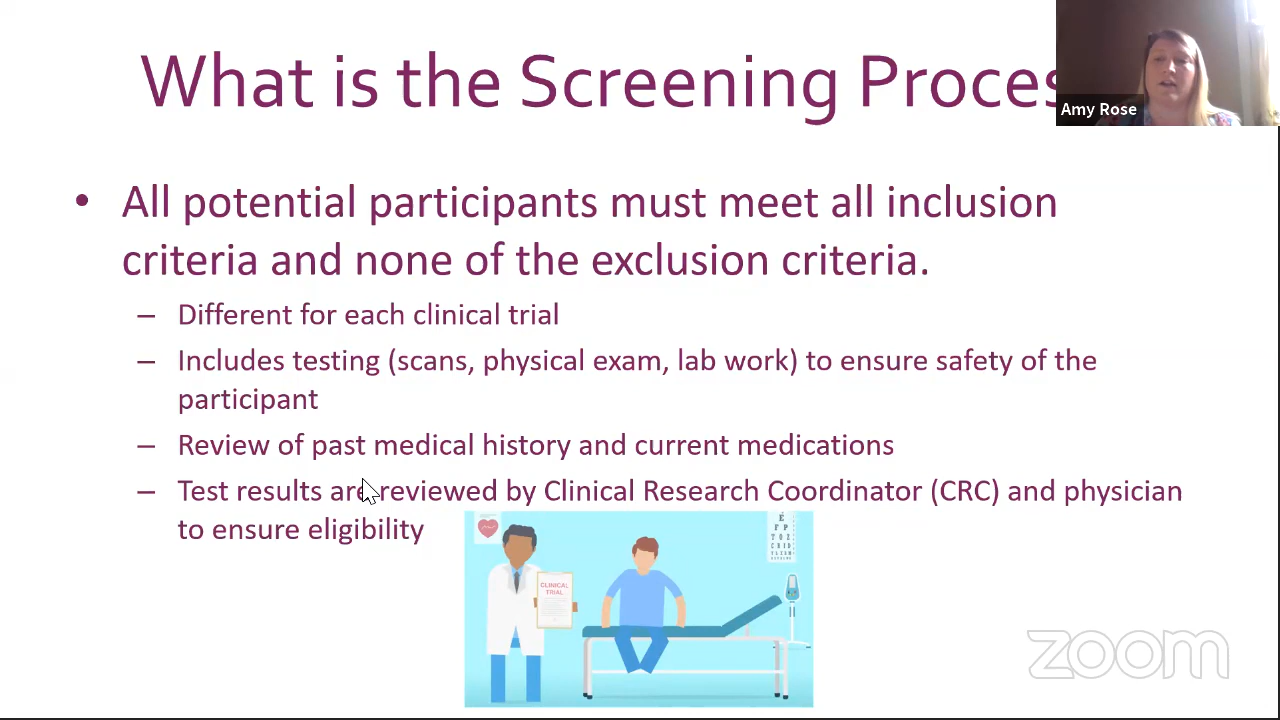 What is the Screening Proces
Amy Rose
• All potential participants must meet all inclusion
criteria and none of the exclusion criteria.
– Different for each clinical trial
– Includes testing (scans, physical exam, lab work) to ensure safety of the
participant
– Review of past medical history and current medications
– Test results are reviewed by Clinical Research Coordinator (CRC) and physician
to ensure eligibility
CLINICAL
TRIAL
zoom